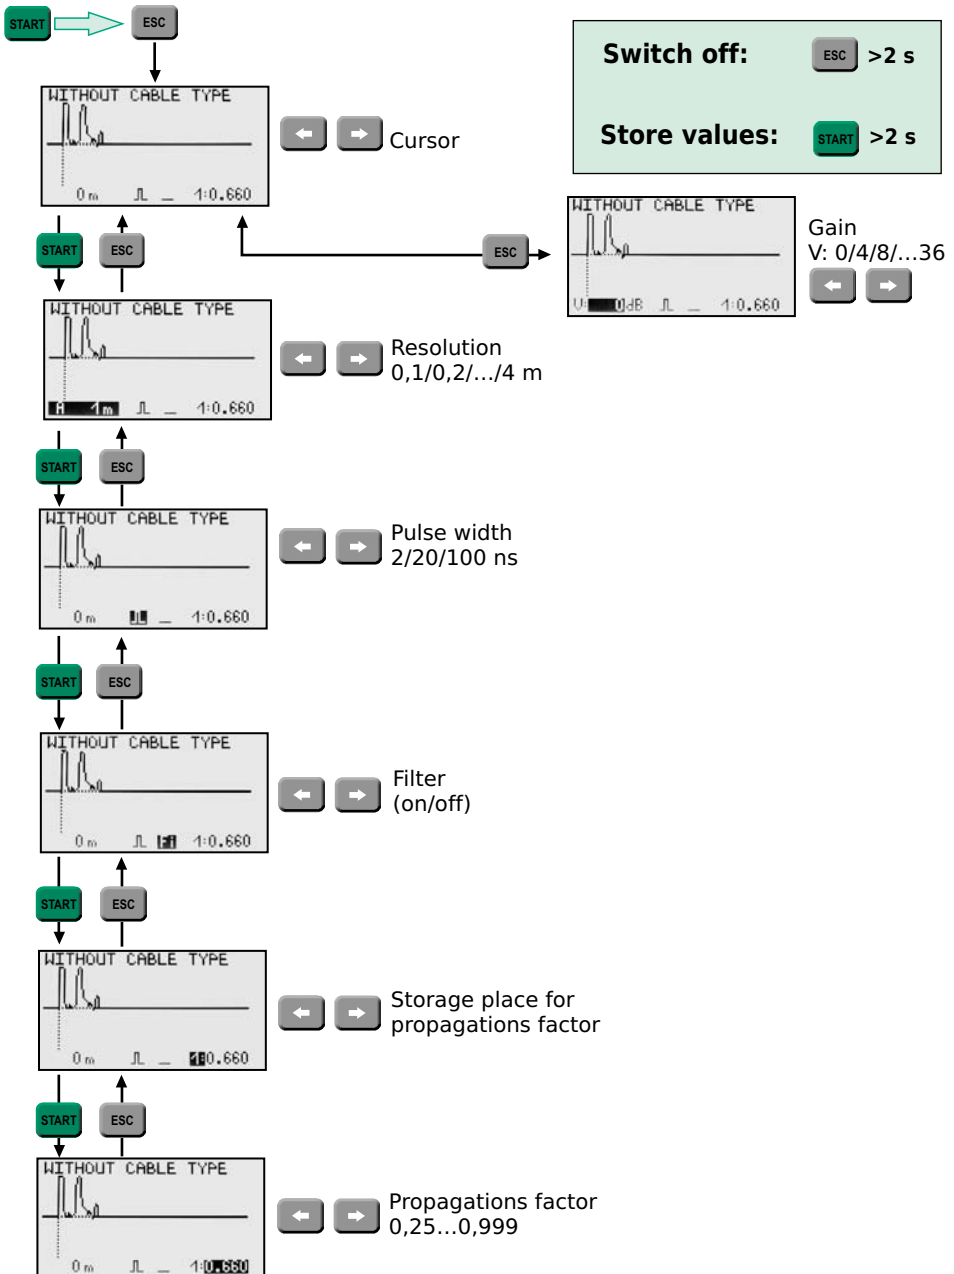 START ESC
Switch off: ESC >2 s
Store values: START >2 s
WITHOUT CABLE TYPE
0 m 1:0.660
Cursor
START ESC
ESC
WITHOUT CABLE TYPE
V: 0dB 1:0.660
Gain
V: 0/4/8/...36
WITHOUT CABLE TYPE
A 1m 1:0.660
Resolution
0,1/0,2/.../4 m
START ESC
WITHOUT CABLE TYPE
0 m 1:0.660
Pulse width
2/20/100 ns
START ESC
WITHOUT CABLE TYPE
0 m 1:0.660
Filter
(on/off)
START ESC
WITHOUT CABLE TYPE
0 m 1:0.660
Storage place for
propagations factor
START ESC
WITHOUT CABLE TYPE
0 m 1:0.660
Propagations factor
0,25...0,999